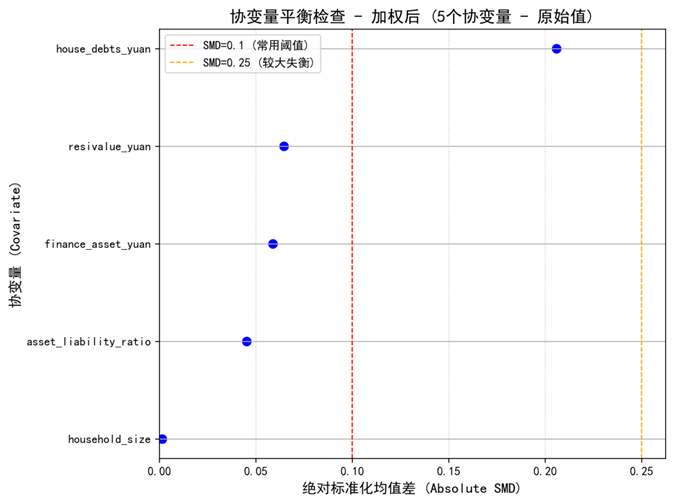 协变量平衡检查 - 加权后 (5个协变量 - 原始值)
SMD=0.1 (常用阈值)
SMD=0.25 (较大失衡)
协变量 (Covariate)
house_debts_yuan
resivalue_yuan
finance_asset_yuan
asset_liability_ratio
household_size
0.00 0.05 0.10 0.15 0.20 0.25
绝对标准化均值差 (Absolute SMD)